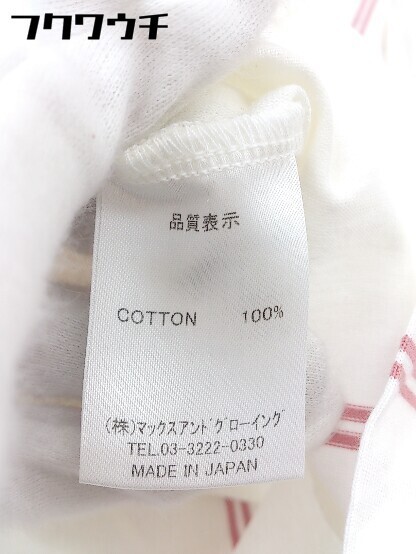 フクワウチ
品質表示
COTTON 100%
(株)マックスアンドグローイング
TEL.03-3222-0330
MADE IN JAPAN